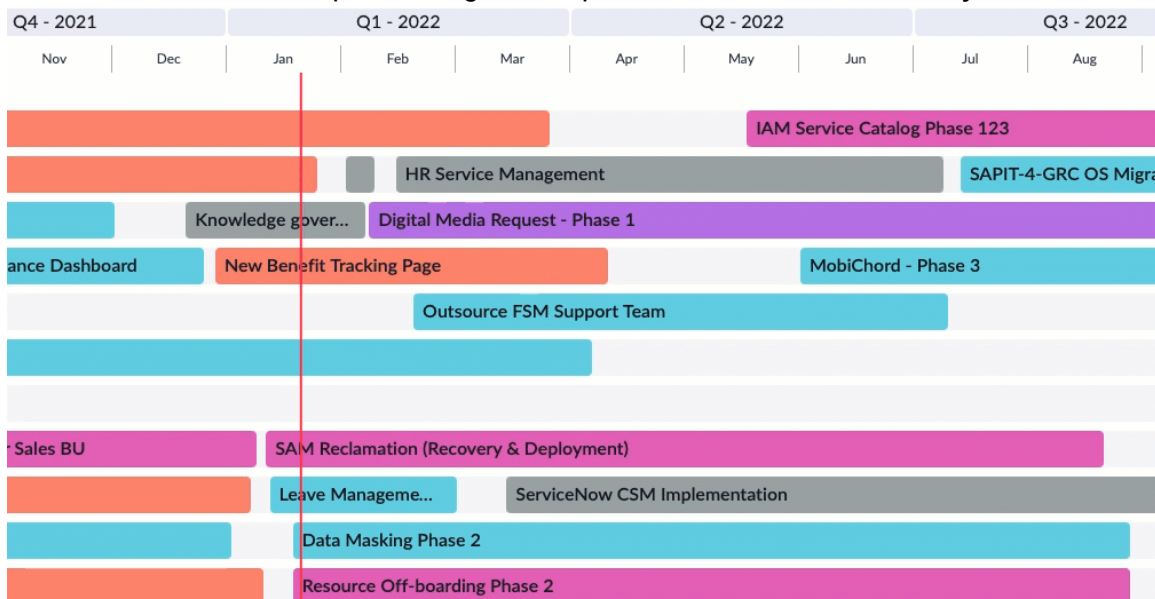 Q4 - 2021 Q1 - 2022 Q2 - 2022 Q3 - 2022
Nov Dec Jan Feb Mar Apr May Jun Jul Aug
IAM Service Catalog Phase 123
HR Service Management SAPIT-4-GRC OS Migra
Knowledge gover... Digital Media Request - Phase 1
ance Dashboard New Benefit Tracking Page MobiChord - Phase 3
Outsource FSM Support Team
Sales BU SAM Reclamation (Recovery & Deployment)
Leave Manageme... ServiceNow CSM Implementation
Data Masking Phase 2
Resource Off-boarding Phase 2